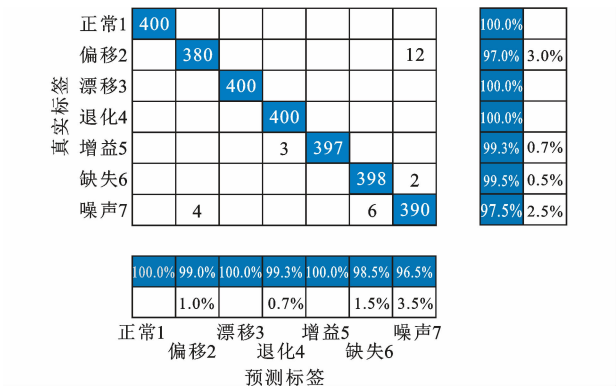 正常1 400 100.0%
偏移2 380 12 97.0% 3.0%
漂移3 400 100.0%
退化4 400 100.0%
增益5 3 397 99.3% 0.7%
缺失6 398 2 99.5% 0.5%
噪声7 4 6 390 97.5% 2.5%
真实标签
100.0% 99.0% 100.0% 99.3% 100.0% 98.5% 96.5%
1.0% 0.7% 1.5% 3.5%
正常1 漂移3 增益5 噪声7
偏移2 退化4 缺失6
预测标签